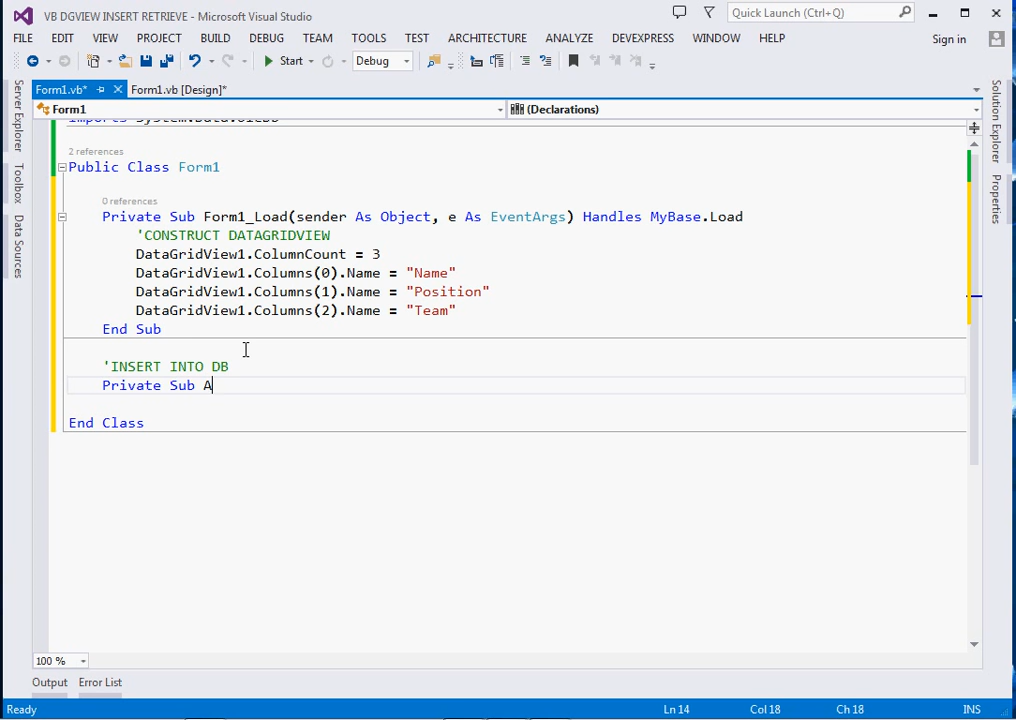 VB DGVIEW INSERT RETRIEVE - Microsoft Visual Studio
Quick Launch (Ctrl+Q)
FILE EDIT VIEW PROJECT BUILD DEBUG TEAM TOOLS TEST ARCHITECTURE ANALYZE DEVEXPRESS WINDOW HELP Sign in
Start Debug
Form1.vb* Form1.vb [Design]*
Form1 (Declarations)
Server Explorer
Toolbox
Data Sources
Solution Explorer
Properties
Imports System.Data.OleDb
2 references
Public Class Form1
0 references
Private Sub Form1_Load(sender As Object, e As EventArgs) Handles MyBase.Load
'CONSTRUCT DATAGRIDVIEW
DataGridView1.ColumnCount = 3
DataGridView1.Columns(0).Name = "Name"
DataGridView1.Columns(1).Name = "Position"
DataGridView1.Columns(2).Name = "Team"
End Sub
'INSERT INTO DB
Private Sub A
End Class
100 %
Output Error List
Ready Ln 14 Col 18 Ch 18 INS